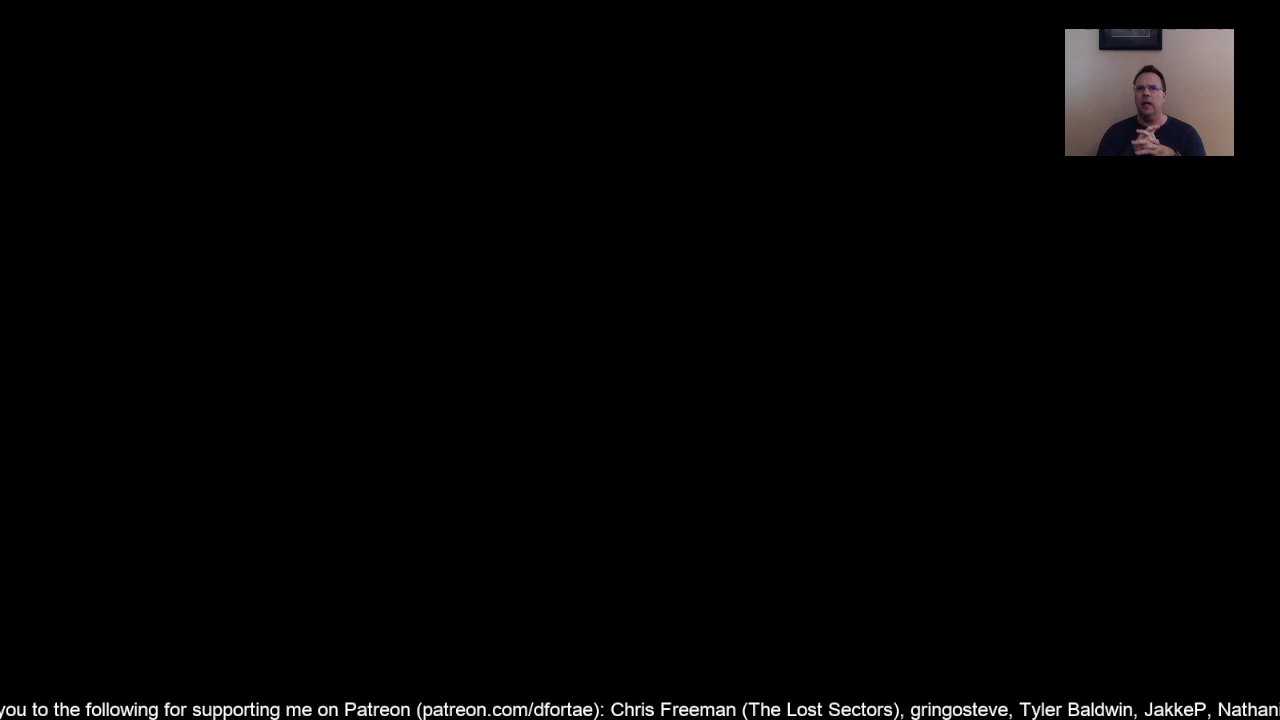 you to the following for supporting me on Patreon (patreon.com/dfortae): Chris Freeman (The Lost Sectors), gringosteve, Tyler Baldwin, JakkeP, Nathan